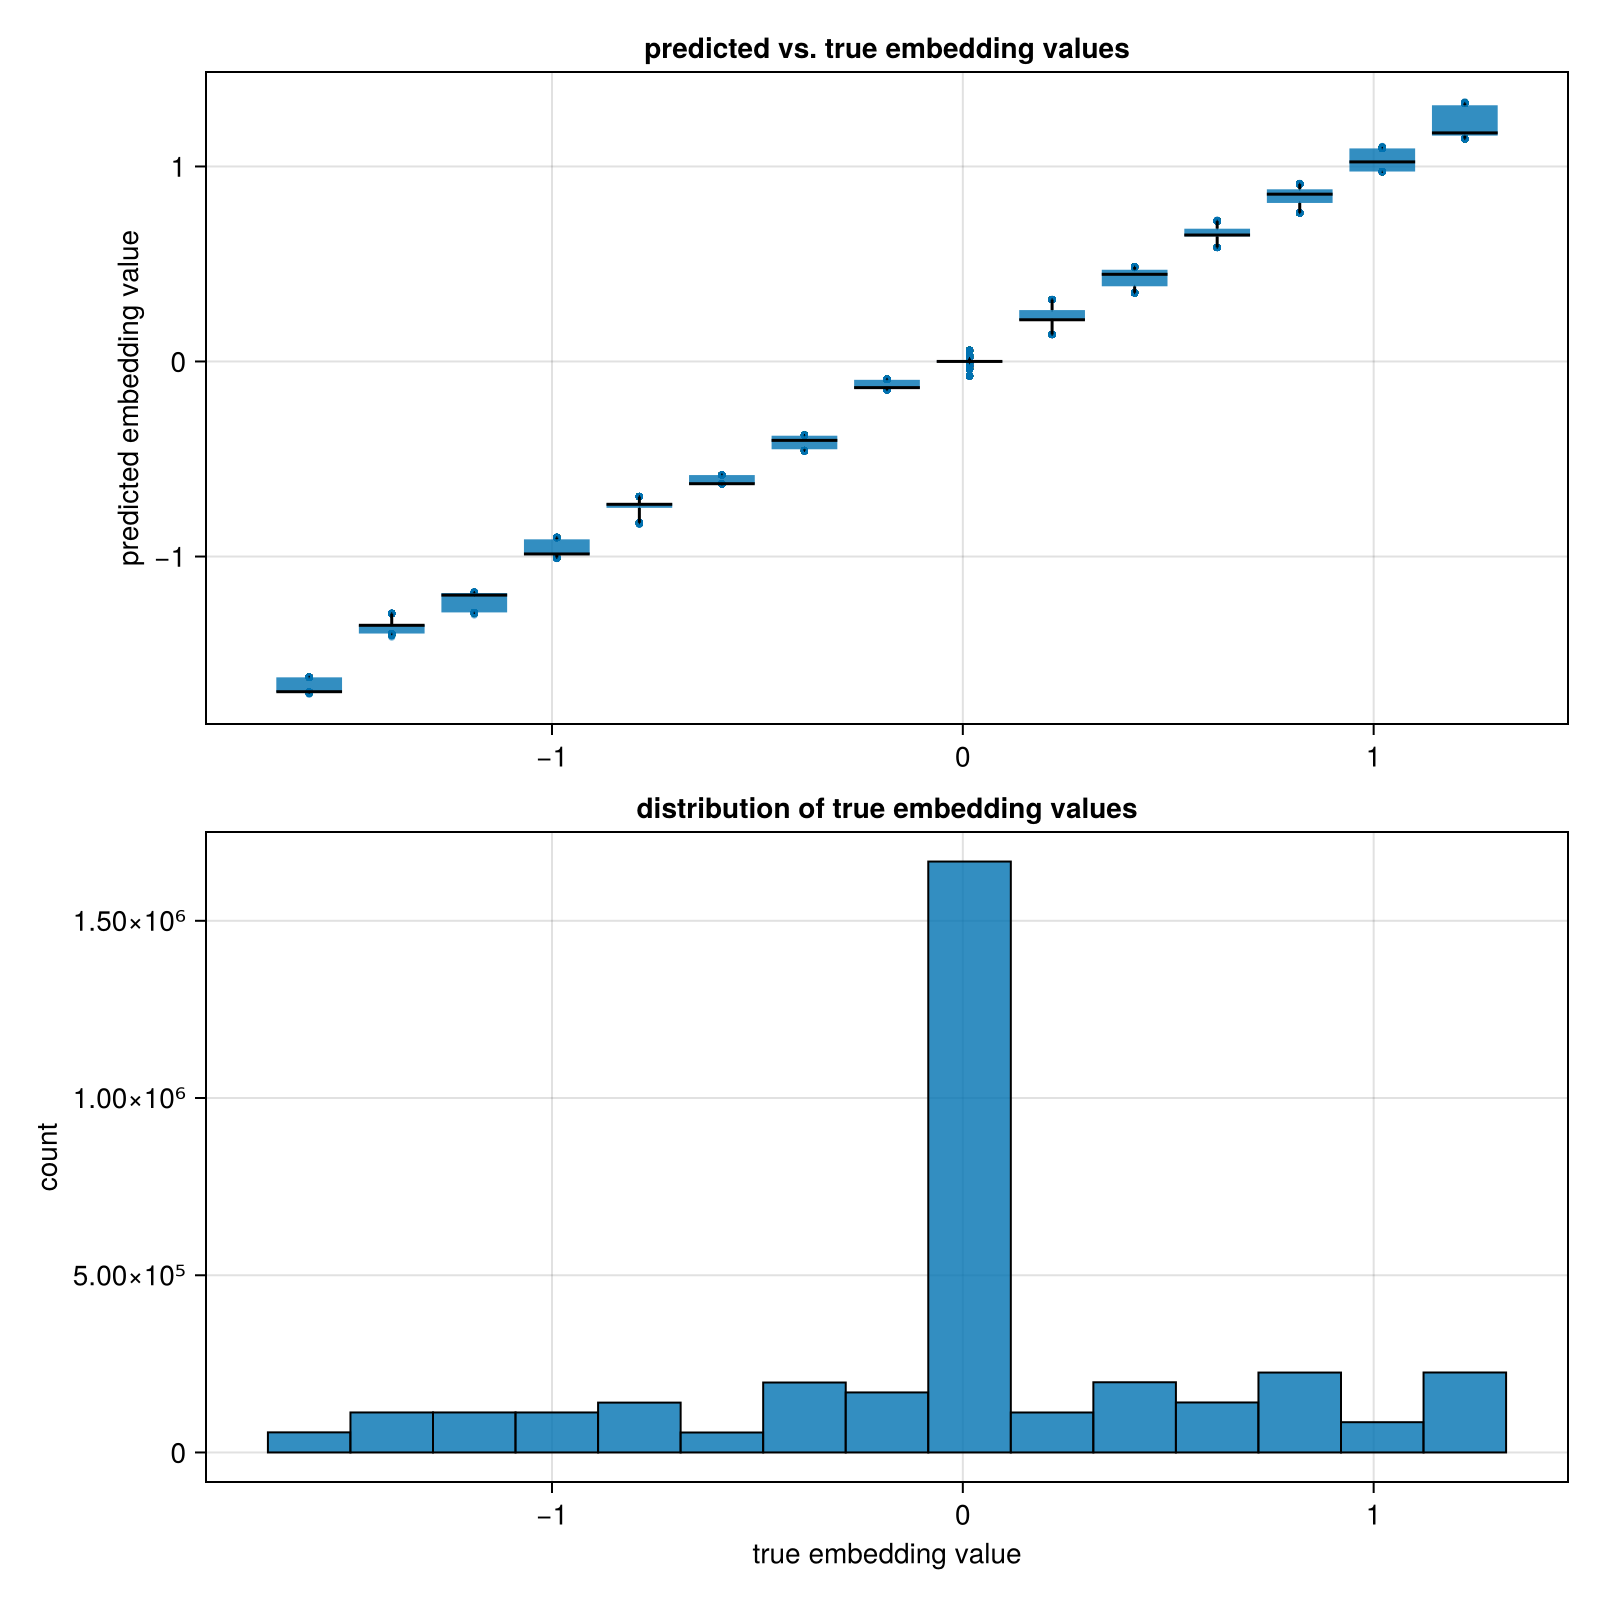 predicted vs. true embedding values
predicted embedding value
1
0
−1
−1
0
1
distribution of true embedding values
count
1.50×10⁶
1.00×10⁶
5.00×10⁵
0
−1
0
1
true embedding value